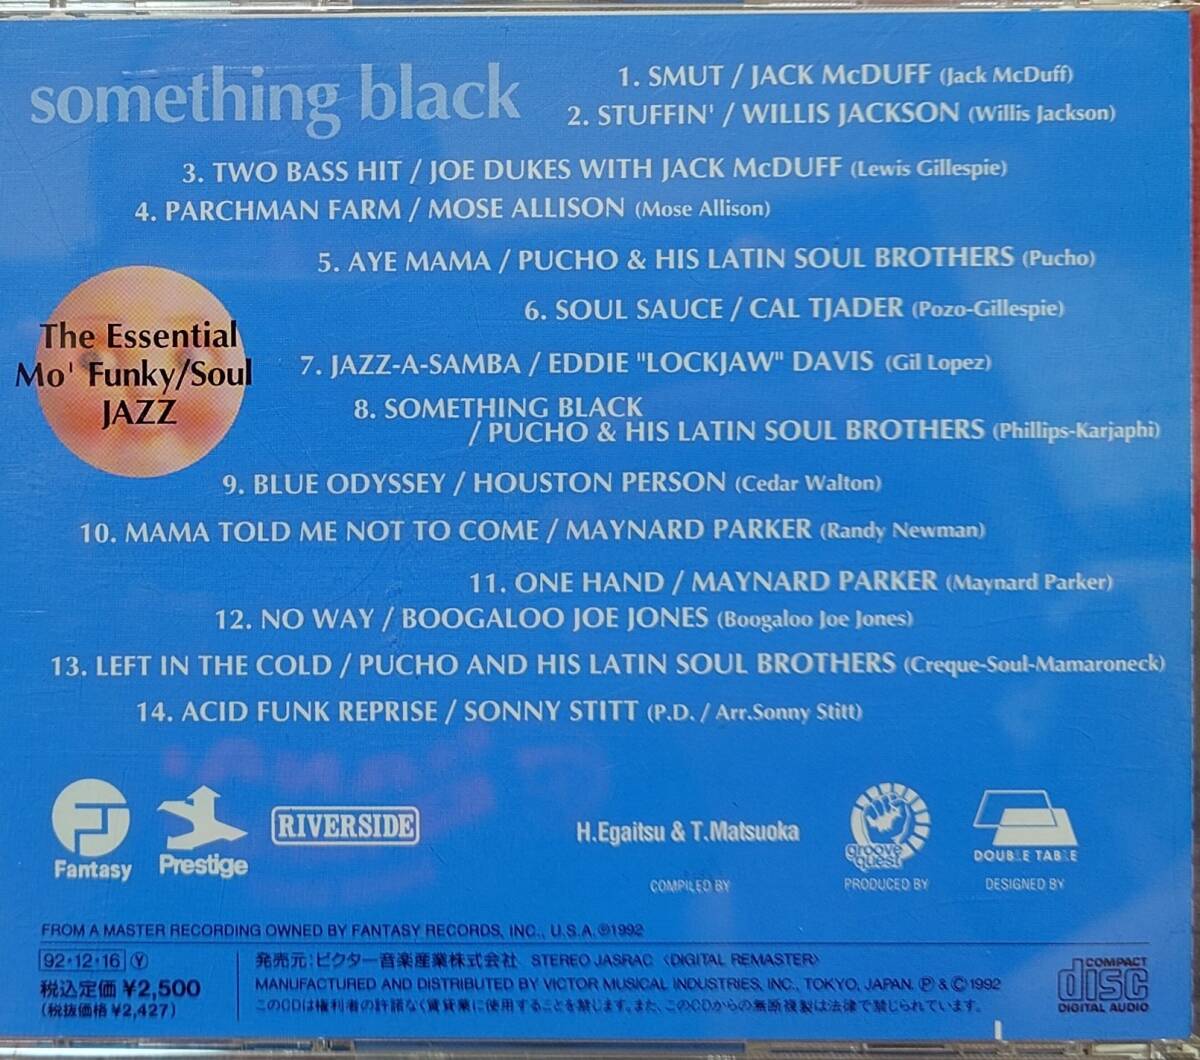 something black
1. SMUT / JACK McDUFF (Jack McDuff)
2. STUFFIN' / WILLIS JACKSON (Willis Jackson)
3. TWO BASS HIT / JOE DUKES WITH JACK McDUFF (Lewis Gillespie)
4. PARCHMAN FARM / MOSE ALLISON (Mose Allison)
5. AYE MAMA / PUCHO & HIS LATIN SOUL BROTHERS (Pucho)
6. SOUL SAUCE / CAL TJADER (Pozo-Gillespie)
The Essential
Mo' Funky/Soul
JAZZ
7. JAZZ-A-SAMBA / EDDIE "LOCKJAW" DAVIS (Gil Lopez)
8. SOMETHING BLACK
/ PUCHO & HIS LATIN SOUL BROTHERS (Phillips-Karjaphi)
9. BLUE ODYSSEY / HOUSTON PERSON (Cedar Walton)
10. MAMA TOLD ME NOT TO COME / MAYNARD PARKER (Randy Newman)
11. ONE HAND / MAYNARD PARKER (Maynard Parker)
12. NO WAY / BOOGALOO JOE JONES (Boogaloo Joe Jones)
13. LEFT IN THE COLD / PUCHO AND HIS LATIN SOUL BROTHERS (Creque-Soul-Mamaroneck)
14. ACID FUNK REPRISE / SONNY STITT (P.D. / Arr.Sonny Stitt)
Fantasy
Prestige
RIVERSIDE
H.Egaitsu & T.Matsuoka
COMPILED BY
groove quest
PRODUCED BY
DOUBLE TABLE
DESIGNED BY
FROM A MASTER RECORDING OWNED BY FANTASY RECORDS, INC., U.S.A. ℗1992
92・12・16 Ⓨ
税込定価 ¥2,500
(税抜価格 ¥2,427)
発売元:ビクター音楽産業株式会社 STEREO JASRAC 〈DIGITAL REMASTER〉
MANUFACTURED AND DISTRIBUTED BY VICTOR MUSICAL INDUSTRIES, INC., TOKYO, JAPAN. ℗ & © 1992
このCDは権利者の許諾なく賃貸業に使用することを禁じます。また、このCDからの無断複製は法律で禁じられています。
COMPACT
disc
DIGITAL AUDIO